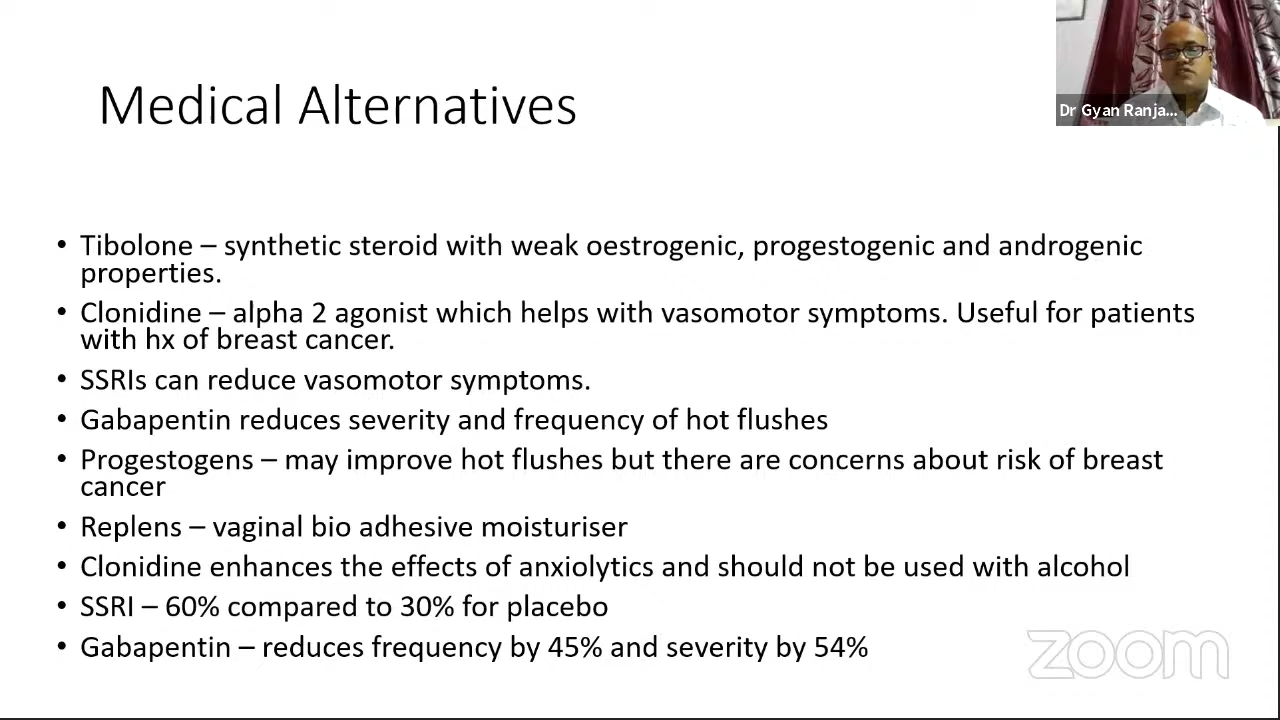 Dr Gyan Ranja...
Medical Alternatives
• Tibolone – synthetic steroid with weak oestrogenic, progestogenic and androgenic
properties.
• Clonidine – alpha 2 agonist which helps with vasomotor symptoms. Useful for patients
with hx of breast cancer.
• SSRIs can reduce vasomotor symptoms.
• Gabapentin reduces severity and frequency of hot flushes
• Progestogens – may improve hot flushes but there are concerns about risk of breast
cancer
• Replens – vaginal bio adhesive moisturiser
• Clonidine enhances the effects of anxiolytics and should not be used with alcohol
• SSRI – 60% compared to 30% for placebo
• Gabapentin – reduces frequency by 45% and severity by 54%
zoom